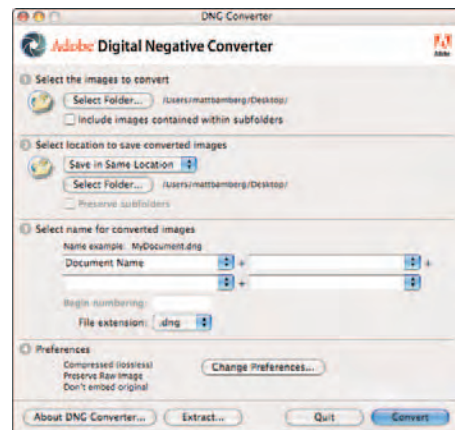 DNG Converter
Adobe Digital Negative Converter
Adobe
Select the images to convert
Select Folder... /Users/mattbamberg/Desktop/
Include images contained within subfolders
Select location to save converted images
Save in Same Location
Select Folder... /Users/mattbamberg/Desktop/
Preserve subfolders
Select name for converted images
Name example: MyDocument.dng
Document Name + +
+
Begin numbering:
File extension: .dng
Preferences
Compressed (lossless)
Preserve Raw Image
Don't embed original
Change Preferences...
About DNG Converter... Extract... Quit Convert